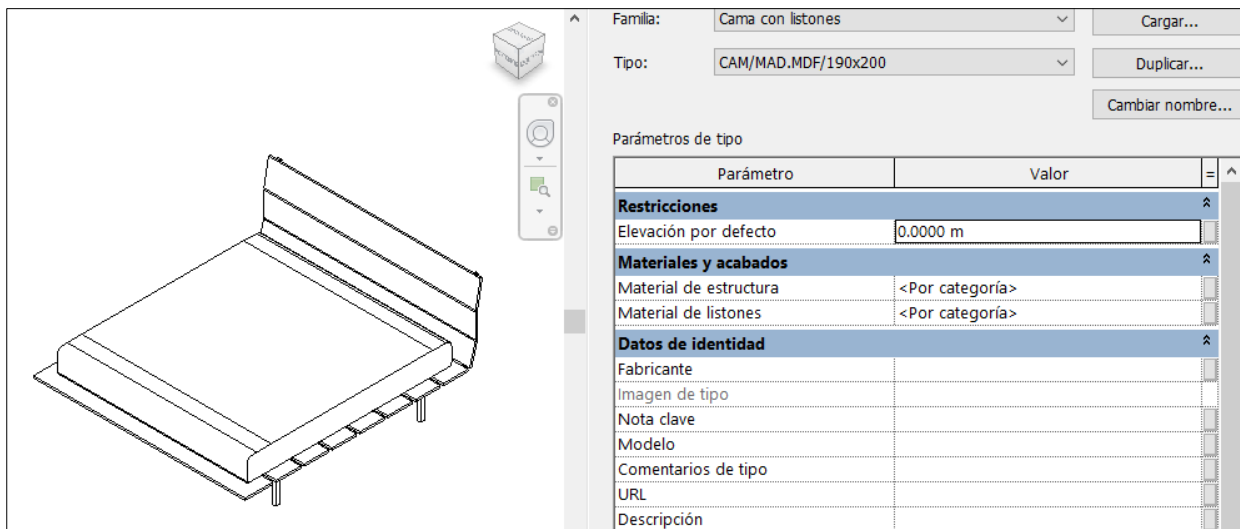 Familia: Cama con listones Cargar...
Tipo: CAM/MAD.MDF/190x200 Duplicar...
Cambiar nombre...
Parámetros de tipo
Parámetro Valor =
Restricciones
Elevación por defecto 0.0000 m
Materiales y acabados
Material de estructura <Por categoría>
Material de listones <Por categoría>
Datos de identidad
Fabricante
Imagen de tipo
Nota clave
Modelo
Comentarios de tipo
URL
Descripción